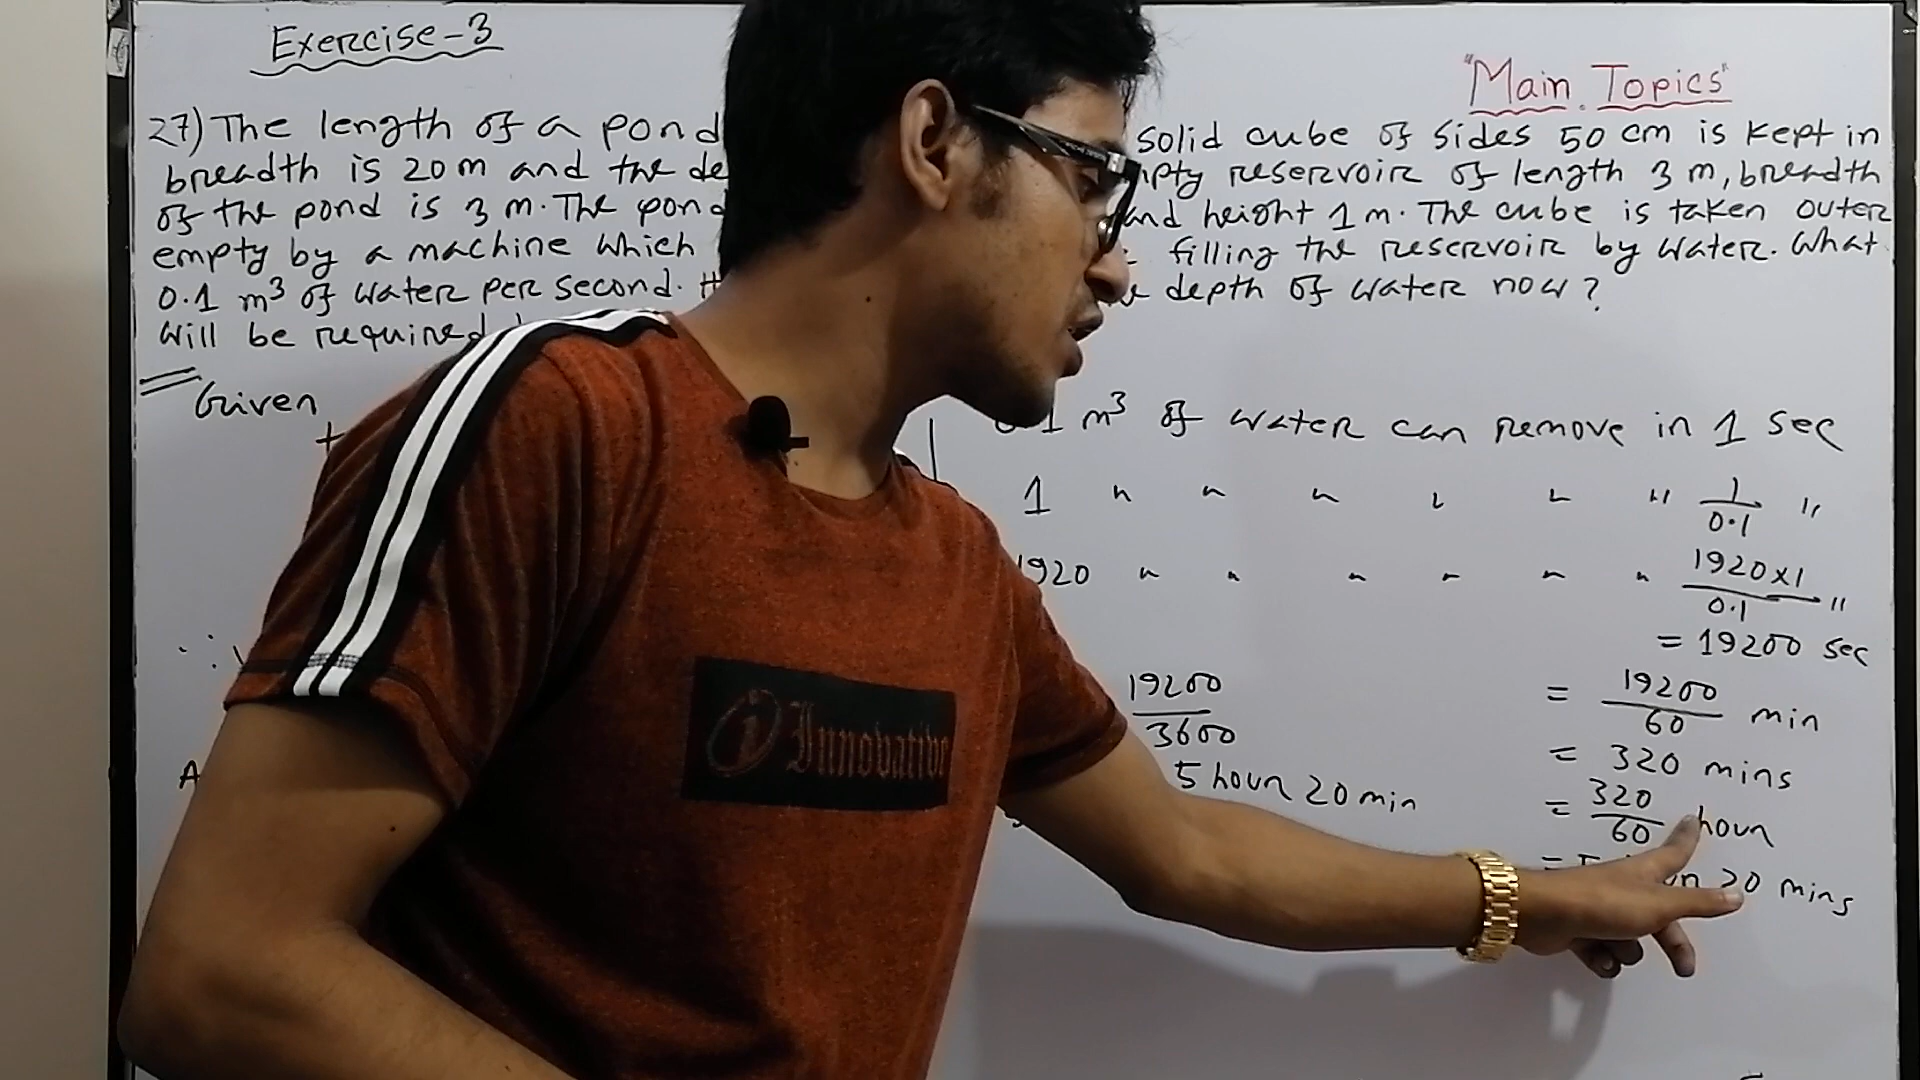 Exercise-3
"Main Topics"
27) The length of a pond
breadth is 20 m and the
of the pond is 3 m. The pond
empty by a machine which
0.1 m³ of water per second.
will be required
solid cube of sides 50 cm is kept in
reservoir of length 3 m, breadth
and height 1 m. The cube is taken outer
filling the reservoir by water. What
depth of water now?
Given
m³ of water can remove in 1 sec
1 " " " " " " 1/0.1 "
1920 " " " " " " 1920×1/0.1 "
= 19200 sec
= 19200/60 min
= 320 mins
= 320/60 hour
20 mins
19200/3600
5 hour 20 min
Innovative